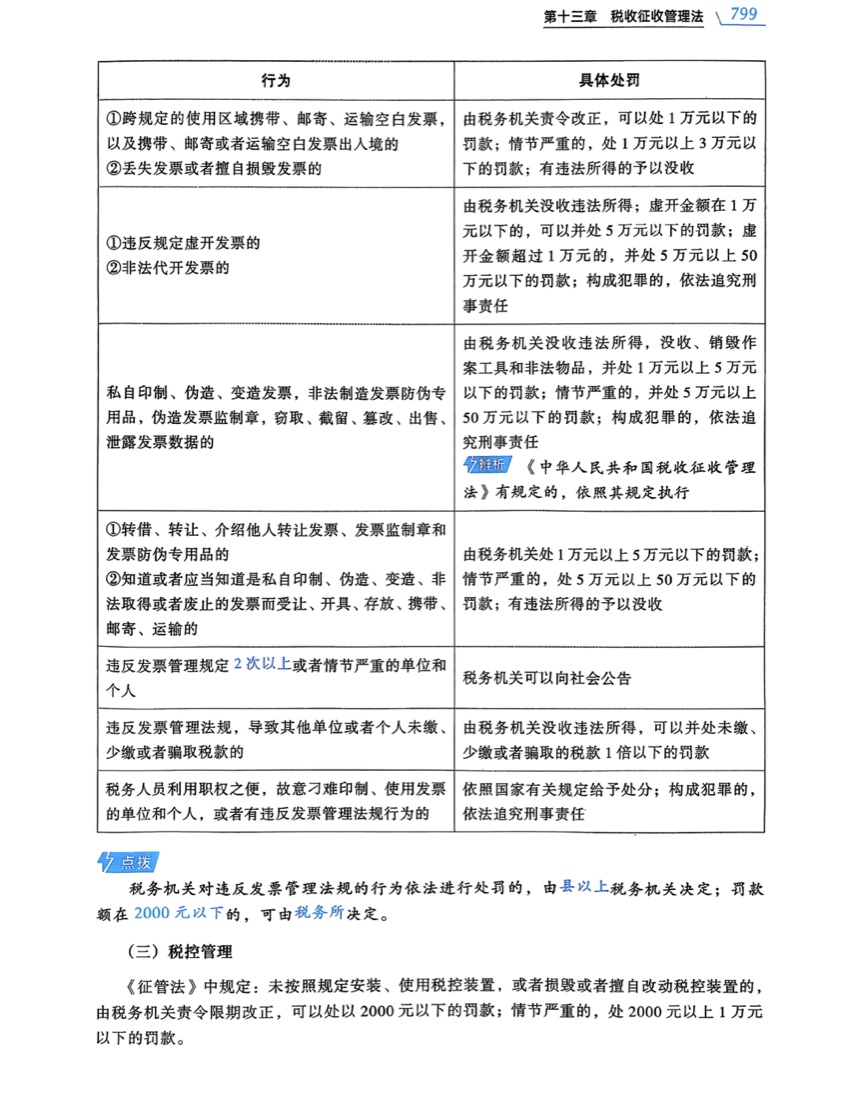 第十三章 税收征收管理法 799
行为
具体处罚
①跨规定的使用区域携带、邮寄、运输空白发票，
以及携带、邮寄或者运输空白发票出入境的
②丢失发票或者擅自损毁发票的
由税务机关责令改正，可以处 1 万元以下的
罚款；情节严重的，处 1 万元以上 3 万元以
下的罚款；有违法所得的予以没收
①违反规定虚开发票的
②非法代开发票的
由税务机关没收违法所得；虚开金额在 1 万
元以下的，可以并处 5 万元以下的罚款；虚
开金额超过 1 万元的，并处 5 万元以上 50
万元以下的罚款；构成犯罪的，依法追究刑
事责任
私自印制、伪造、变造发票，非法制造发票防伪专
用品，伪造发票监制章，窃取、截留、篡改、出售、
泄露发票数据的
由税务机关没收违法所得，没收、销毁作
案工具和非法物品，并处 1 万元以上 5 万元
以下的罚款；情节严重的，并处 5 万元以上
50 万元以下的罚款；构成犯罪的，依法追
究刑事责任
辨析 《中华人民共和国税收征收管理
法》有规定的，依照其规定执行
①转借、转让、介绍他人转让发票、发票监制章和
发票防伪专用品的
②知道或者应当知道是私自印制、伪造、变造、非
法取得或者废止的发票而受让、开具、存放、携带、
邮寄、运输的
由税务机关处 1 万元以上 5 万元以下的罚款；
情节严重的，处 5 万元以上 50 万元以下的
罚款；有违法所得的予以没收
违反发票管理规定 2 次以上或者情节严重的单位和
个人
税务机关可以向社会公告
违反发票管理法规，导致其他单位或者个人未缴、
少缴或者骗取税款的
由税务机关没收违法所得，可以并处未缴、
少缴或者骗取的税款 1 倍以下的罚款
税务人员利用职权之便，故意刁难印制、使用发票
的单位和个人，或者有违反发票管理法规行为的
依照国家有关规定给予处分；构成犯罪的，
依法追究刑事责任
点拨
税务机关对违反发票管理法规的行为依法进行处罚的，由县以上税务机关决定；罚款
额在 2000 元以下的，可由税务所决定。
（三）税控管理
《征管法》中规定：未按照规定安装、使用税控装置，或者损毁或者擅自改动税控装置的，
由税务机关责令限期改正，可以处以 2000 元以下的罚款；情节严重的，处 2000 元以上 1 万元
以下的罚款。